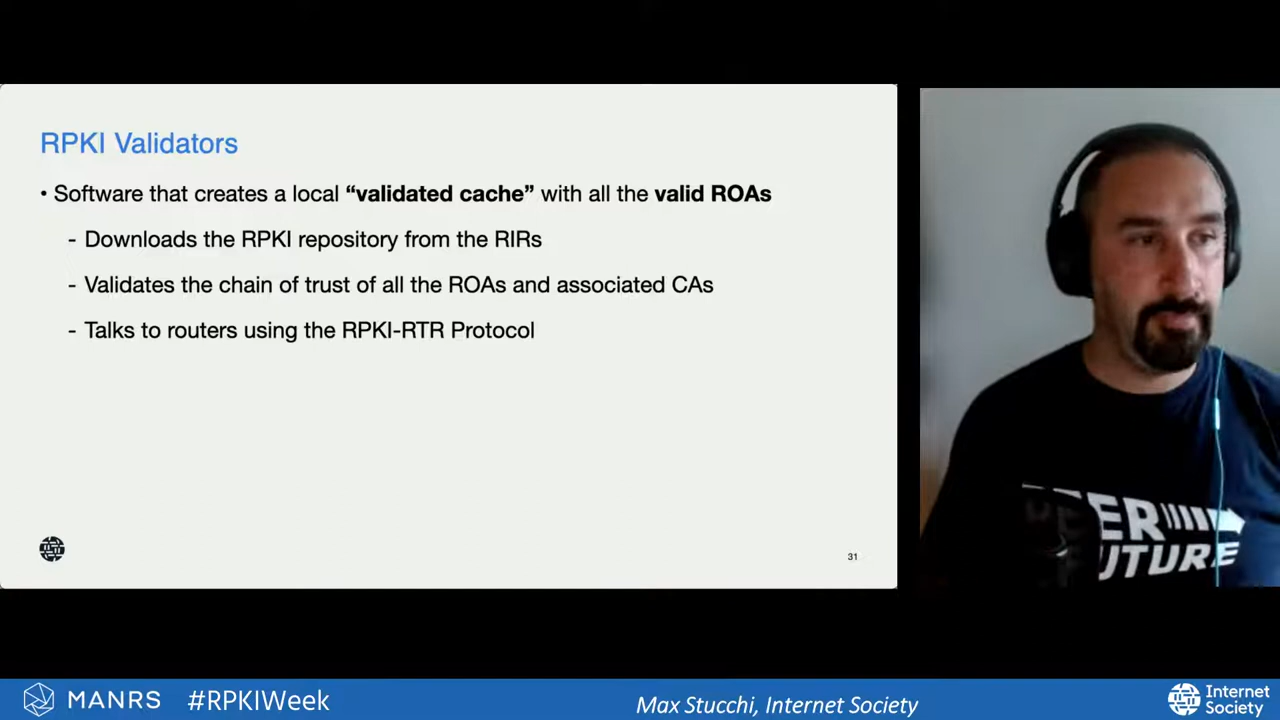 RPKI Validators
• Software that creates a local “validated cache” with all the valid ROAs
- Downloads the RPKI repository from the RIRs
- Validates the chain of trust of all the ROAs and associated CAs
- Talks to routers using the RPKI-RTR Protocol
31
UTURE
MANRS
#RPKIWeek
Max Stucchi, Internet Society
Internet
Society